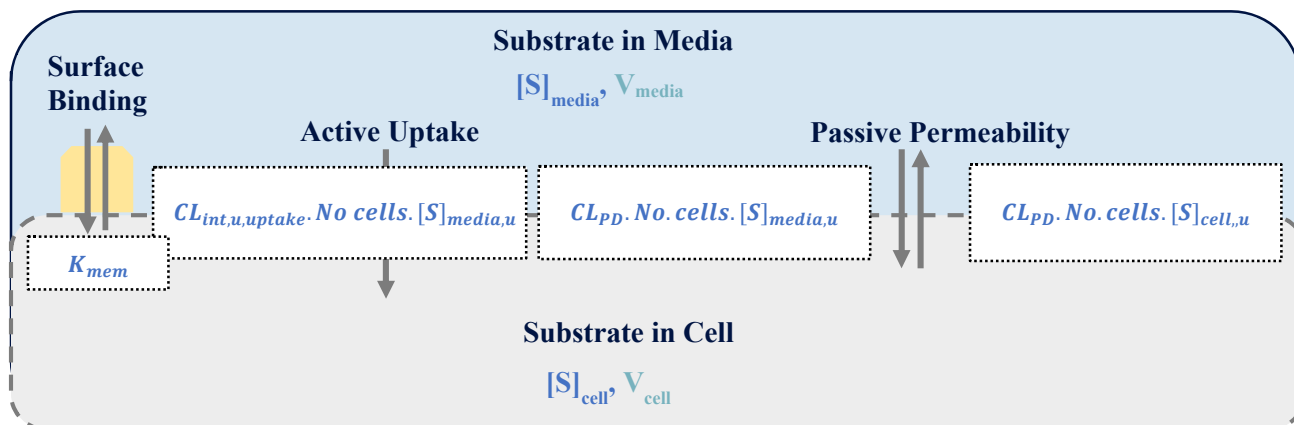 Substrate in Media
[S]media, Vmedia
Surface
Binding
Active Uptake
Passive Permeability
CLint,u,uptake. No cells. [S]media,u
CLPD. No. cells. [S]media,u
CLPD. No. cells. [S]cell,,u
Kmem
Substrate in Cell
[S]cell, Vcell